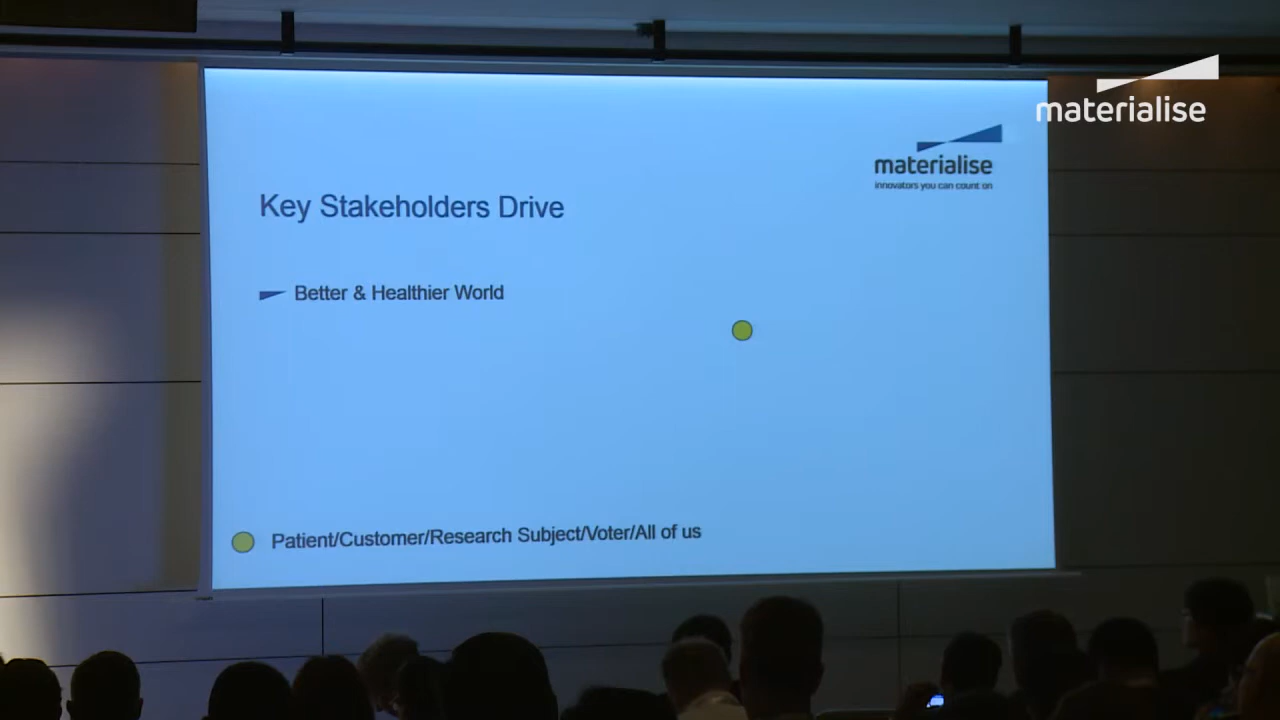 materialise
materialise
innovators you can count on
Key Stakeholders Drive
Better & Healthier World
Patient/Customer/Research Subject/Voter/All of us